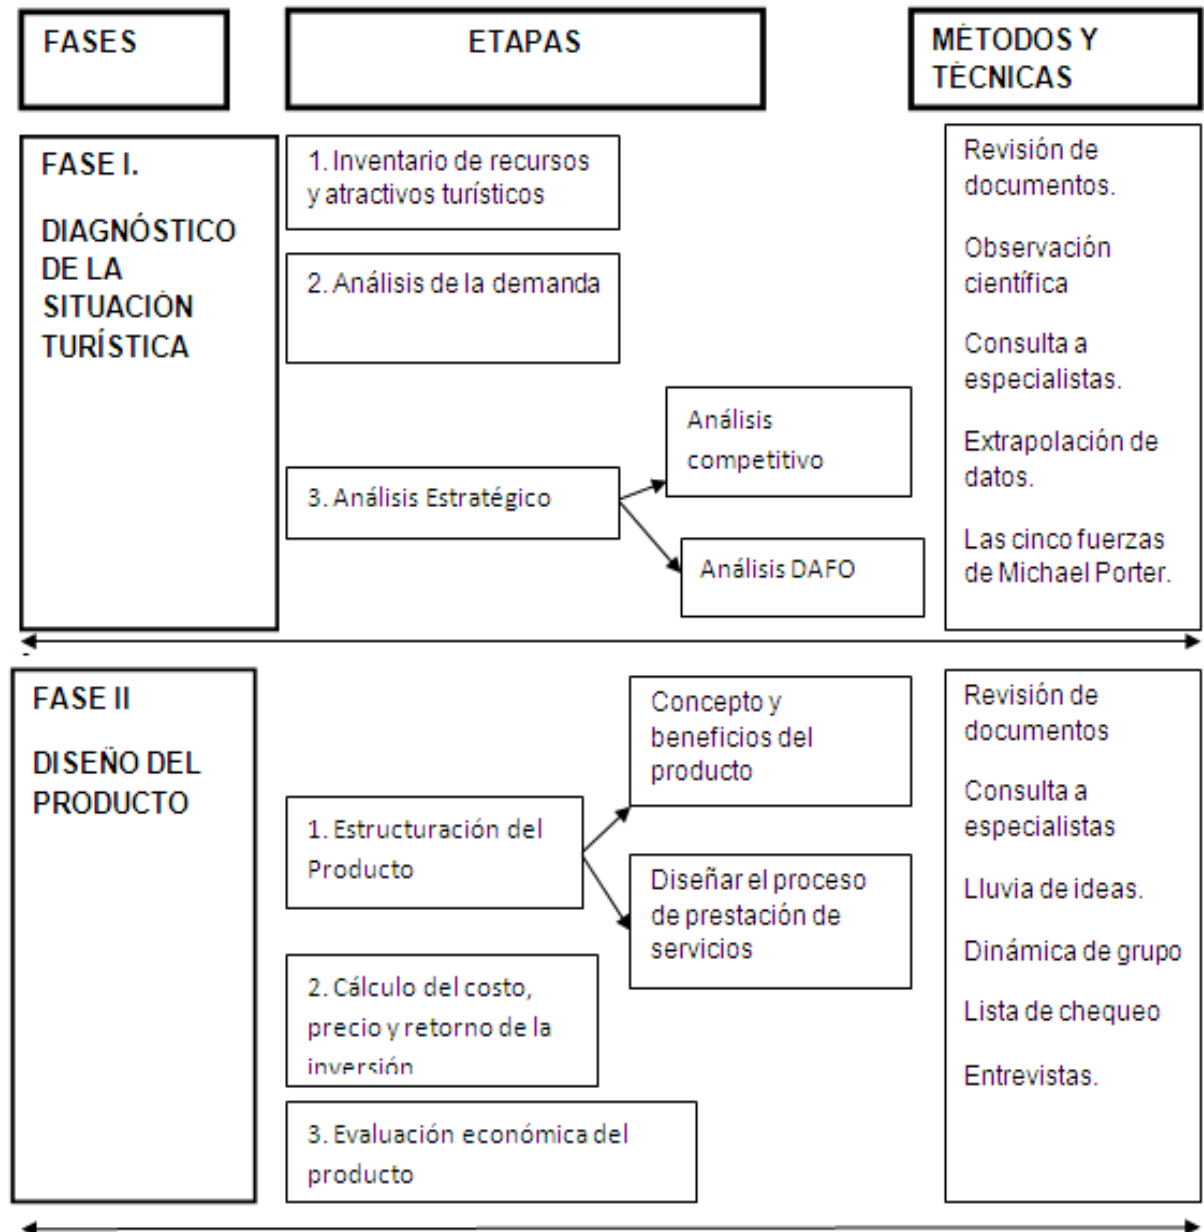 FASES
ETAPAS
MÉTODOS Y
TÉCNICAS
FASE I.
DIAGNÓSTICO
DE LA
SITUACIÓN
TURÍSTICA
1. Inventario de recursos
y atractivos turísticos
2. Análisis de la demanda
3. Análisis Estratégico
Análisis
competitivo
Análisis DAFO
Revisión de
documentos.
Observación
científica
Consulta a
especialistas.
Extrapolación de
datos.
Las cinco fuerzas
de Michael Porter.
FASE II
DISEÑO DEL
PRODUCTO
1. Estructuración del
Producto
Concepto y
beneficios del
producto
Diseñar el proceso
de prestación de
servicios
2. Cálculo del costo,
precio y retorno de la
inversión
3. Evaluación económica del
producto
Revisión de
documentos
Consulta a
especialistas
Lluvia de ideas.
Dinámica de grupo
Lista de chequeo
Entrevistas.